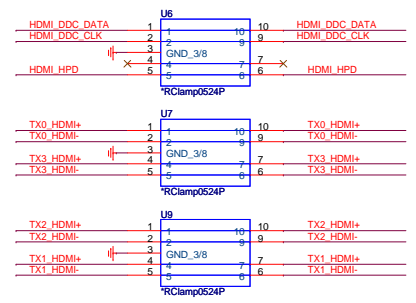 U6
HDMI_DDC_DATA 1 1 10 10 HDMI_DDC_DATA
HDMI_DDC_CLK 2 2 9 9 HDMI_DDC_CLK
3 GND_3/8
4 4 7 7
HDMI_HPD 5 5 6 6 HDMI_HPD
*RClamp0524P
U7
TX0_HDMI+ 1 1 10 10 TX0_HDMI+
TX0_HDMI- 2 2 9 9 TX0_HDMI-
3 GND_3/8
TX3_HDMI+ 4 4 7 7 TX3_HDMI+
TX3_HDMI- 5 5 6 6 TX3_HDMI-
*RClamp0524P
U9
TX2_HDMI+ 1 1 10 10 TX2_HDMI+
TX2_HDMI- 2 2 9 9 TX2_HDMI-
3 GND_3/8
TX1_HDMI+ 4 4 7 7 TX1_HDMI+
TX1_HDMI- 5 5 6 6 TX1_HDMI-
*RClamp0524P